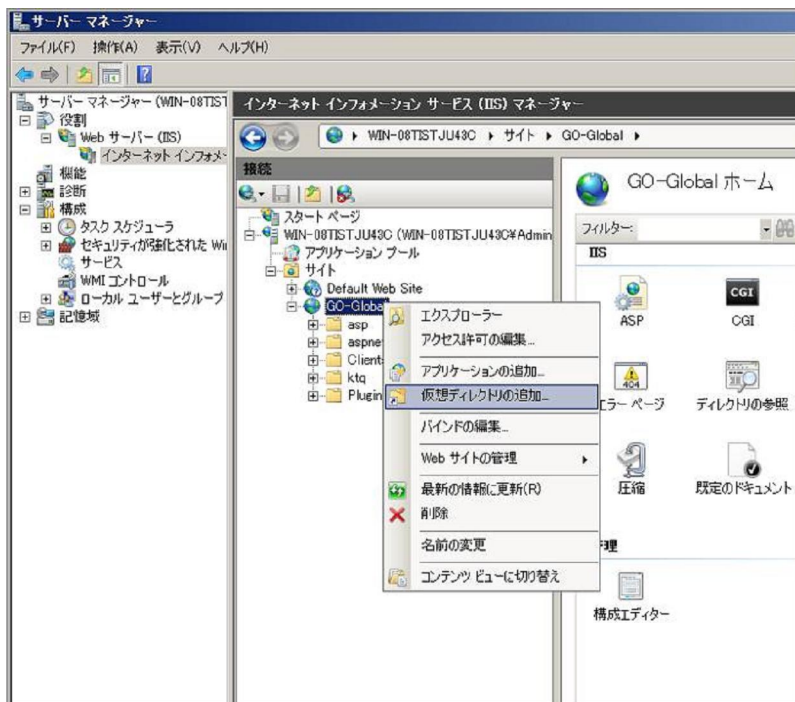 サーバー マネージャー
ファイル(F) 操作(A) 表示(V) ヘルプ(H)
サーバー マネージャー (WIN-08TIST
役割
Web サーバー (IIS)
インターネット インフォメー
機能
診断
構成
タスク スケジューラ
セキュリティが強化された Wi
サービス
WMI コントロール
ローカル ユーザーとグループ
記憶域
インターネット インフォメーション サービス (IIS) マネージャー
WIN-08TISTJU43C サイト GO-Global
接続
スタート ページ
WIN-08TISTJU43C (WIN-08TISTJU43C¥Admin
アプリケーション プール
サイト
Default Web Site
GO-Global
asp
aspne
Client
ktq
Plugin
エクスプローラー
アクセス許可の編集...
アプリケーションの追加...
仮想ディレクトリの追加...
バインドの編集...
Web サイトの管理
最新の情報に更新(R)
削除
名前の変更
コンテンツ ビューに切り替え
GO-Global ホーム
フィルター:
IIS
ASP
CGI
CGI
404
エラー ページ
ディレクトリの参照
圧縮
既定のドキュメント
理
構成エディター